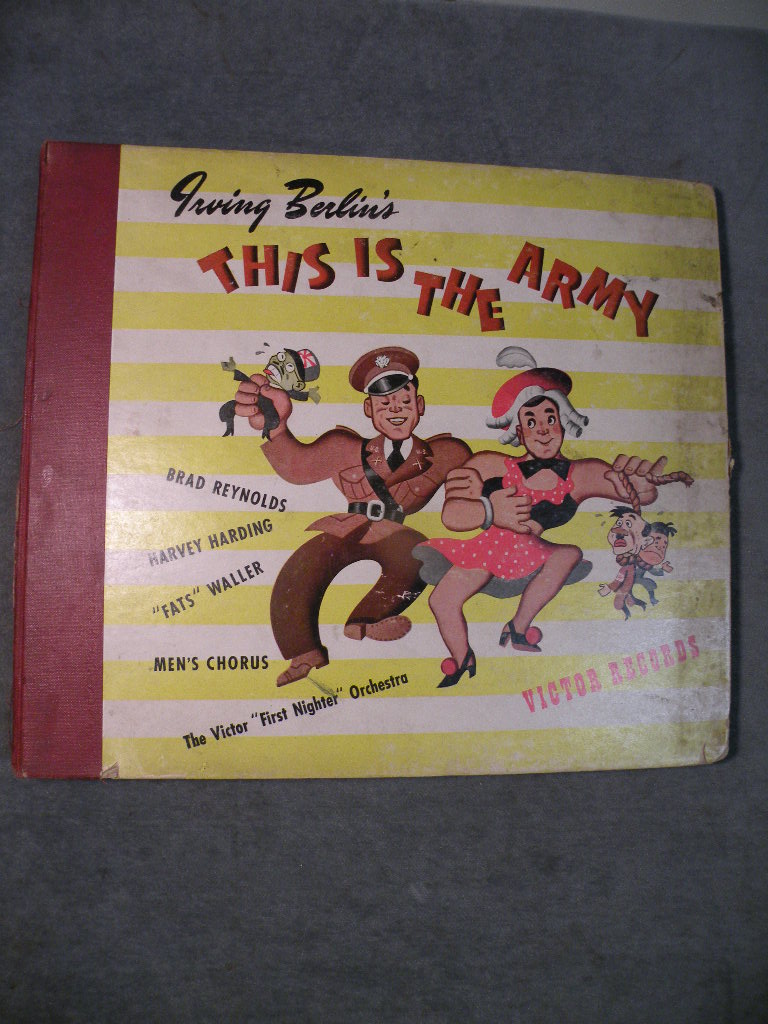 Irving Berlin's
THIS IS THE ARMY
BRAD REYNOLDS
HARVEY HARDING
"FATS" WALLER
MEN'S CHORUS
The Victor "First Nighter" Orchestra
VICTOR RECORDS